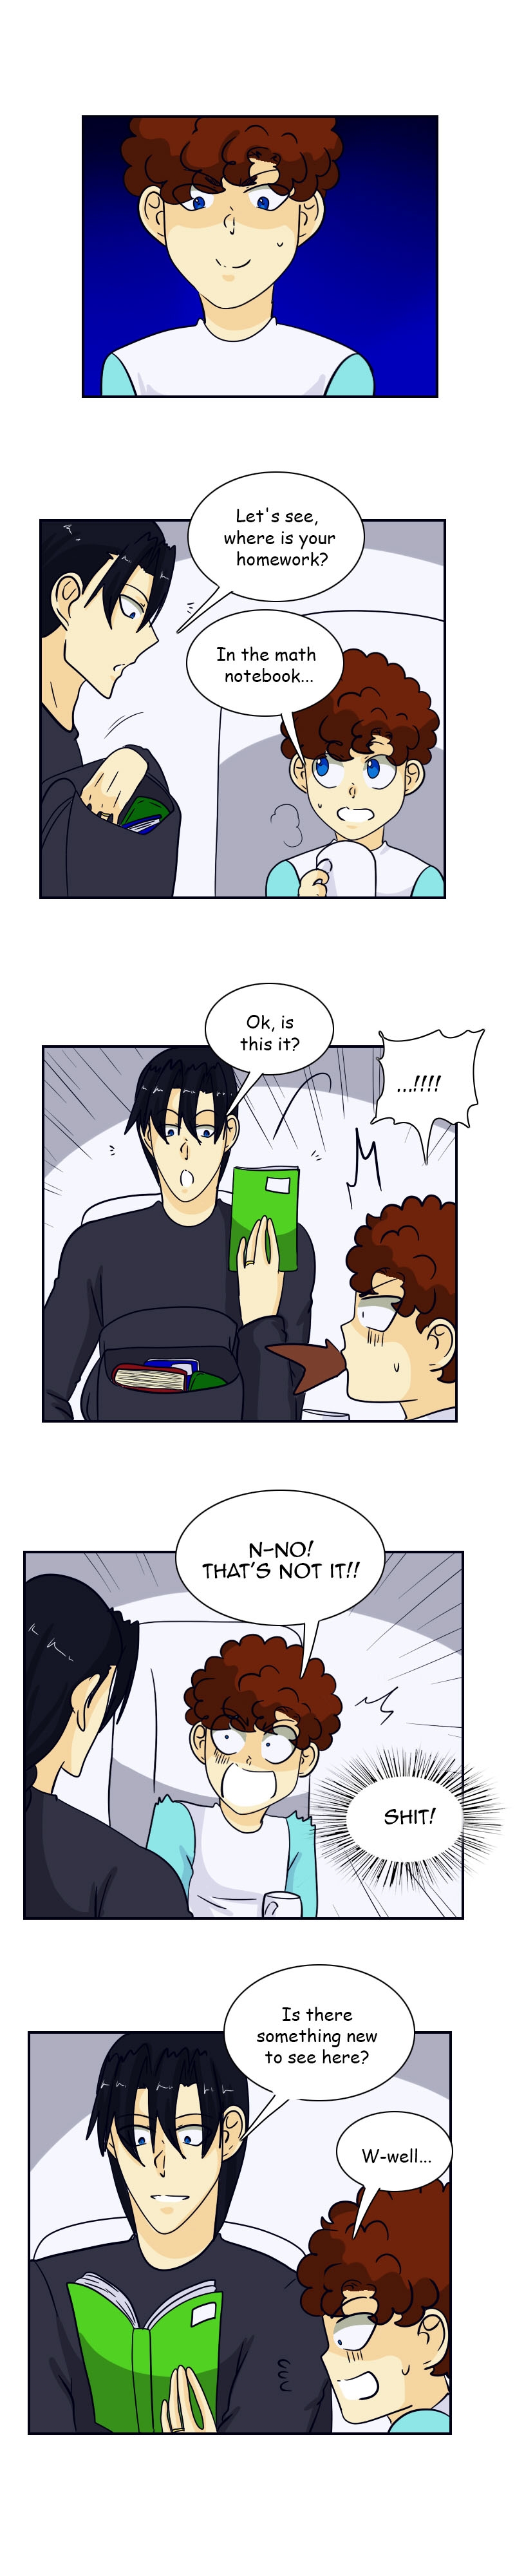 Let's see,
where is your
homework?
In the math
notebook...
Ok, is
this it?
...!!!!
N-NO!
THAT'S NOT IT!!
SHIT!
Is there
something new
to see here?
W-well...